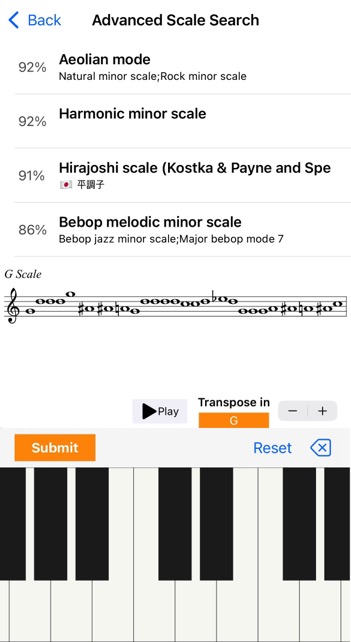 Back
Advanced Scale Search
92%
Aeolian mode
Natural minor scale;Rock minor scale
92%
Harmonic minor scale
91%
Hirajoshi scale (Kostka & Payne and Spe
平調子
86%
Bebop melodic minor scale
Bebop jazz minor scale;Major bebop mode 7
G Scale
Play
Transpose in
G
Submit
Reset